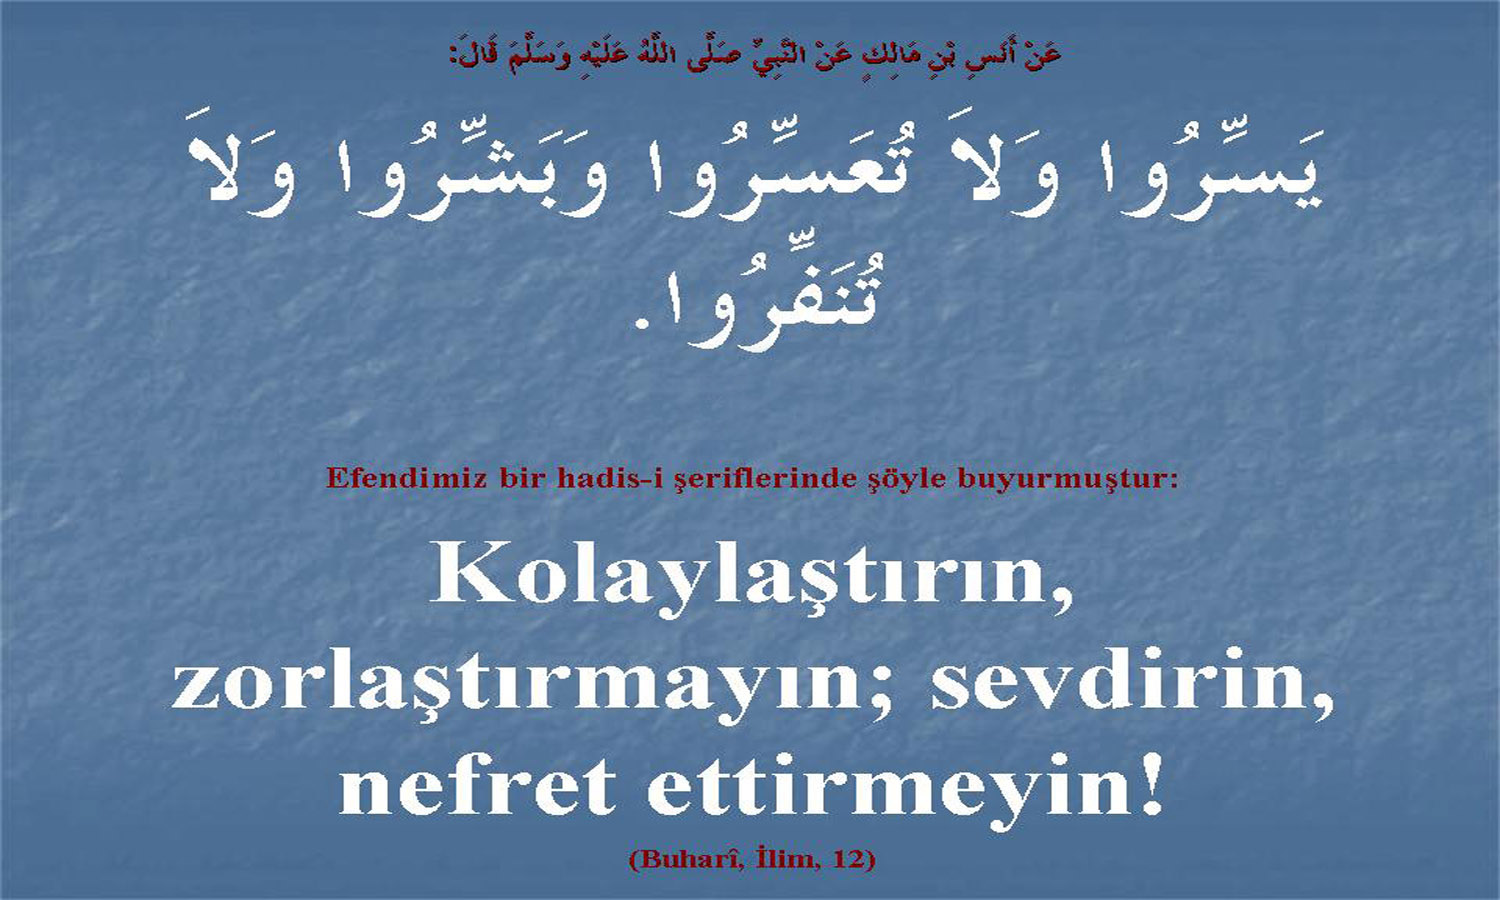 عَنْ أَنَسِ بْنِ مَالِكٍ عَنْ النَّبِيِّ صَلَّى اللَّهُ عَلَيْهِ وَسَلَّمَ قَالَ:
يَسِّرُوا وَلاَ تُعَسِّرُوا وَبَشِّرُوا وَلاَ
تُنَفِّرُوا.
Efendimiz bir hadis-i şeriflerinde şöyle buyurmuştur:
Kolaylaştırın,
zorlaştırmayın; sevdirin,
nefret ettirmeyin!
(Buharî, İlim, 12)